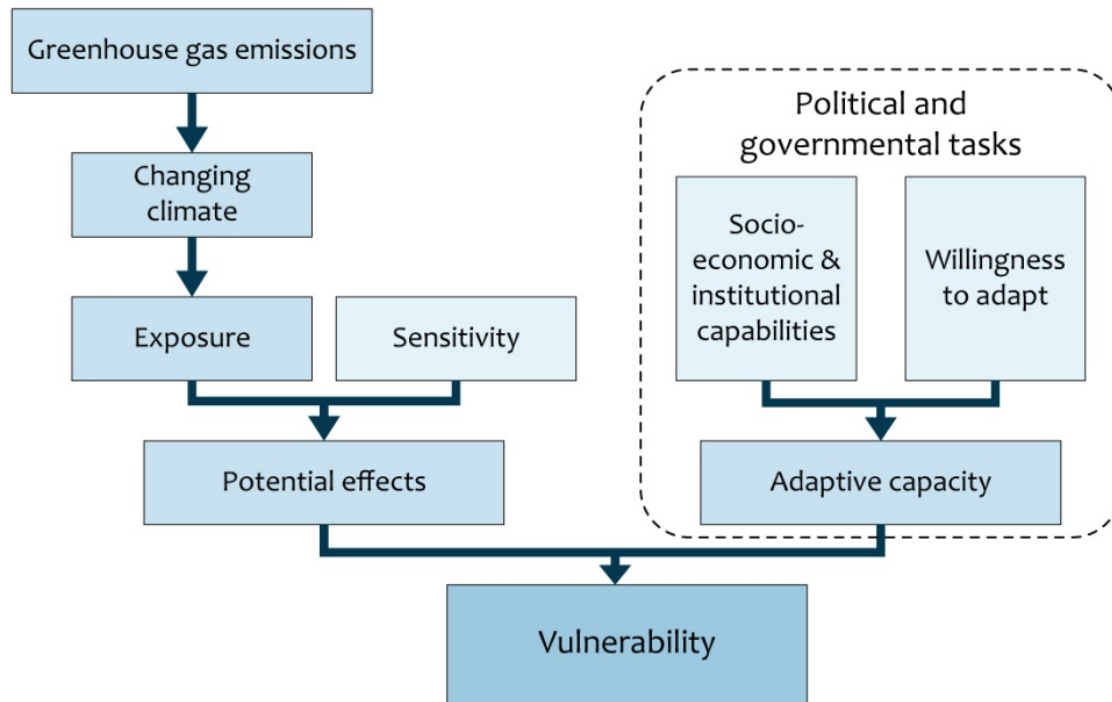 Greenhouse gas emissions
Changing
climate
Exposure
Sensitivity
Potential effects
Political and
governmental tasks
Socio-
economic &
institutional
capabilities
Willingness
to adapt
Adaptive capacity
Vulnerability